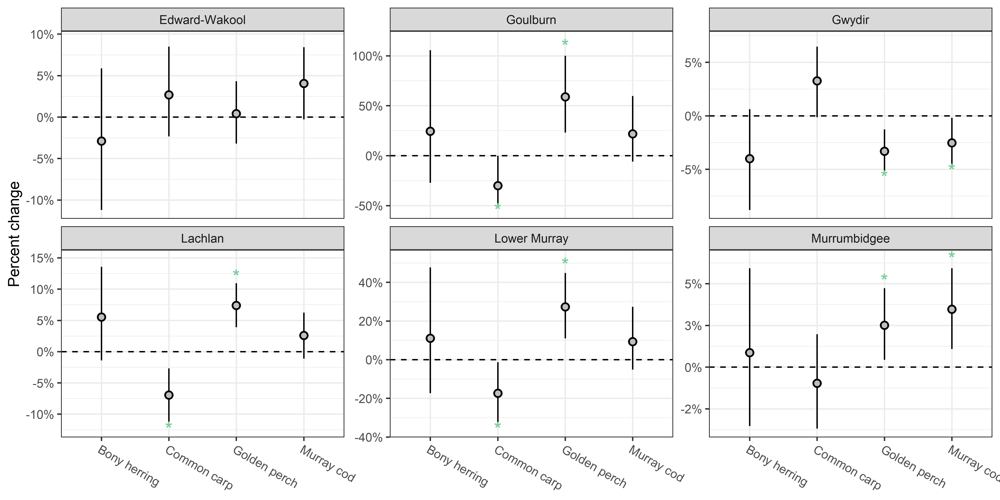 Percent change
Edward-Wakool
10%
5%
0%
-5%
-10%
Goulburn
*
100%
50%
0%
-50%
*
Gwydir
5%
0%
-5%
*
*
Lachlan
15%
*
10%
5%
0%
-5%
-10%
*
Bony herring
Common carp
Golden perch
Murray cod
Lower Murray
*
40%
20%
0%
-20%
*
-40%
Bony herring
Common carp
Golden perch
Murray cod
Murrumbidgee
*
*
5%
3%
0%
-2%
Bony herring
Common carp
Golden perch
Murray cod